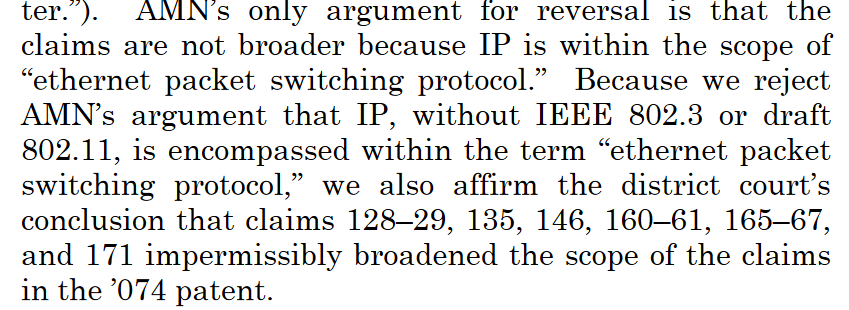 ter.”). AMN’s only argument for reversal is that the
claims are not broader because IP is within the scope of
“ethernet packet switching protocol.” Because we reject
AMN’s argument that IP, without IEEE 802.3 or draft
802.11, is encompassed within the term “ethernet packet
switching protocol,” we also affirm the district court’s
conclusion that claims 128–29, 135, 146, 160–61, 165–67,
and 171 impermissibly broadened the scope of the claims
in the ’074 patent.